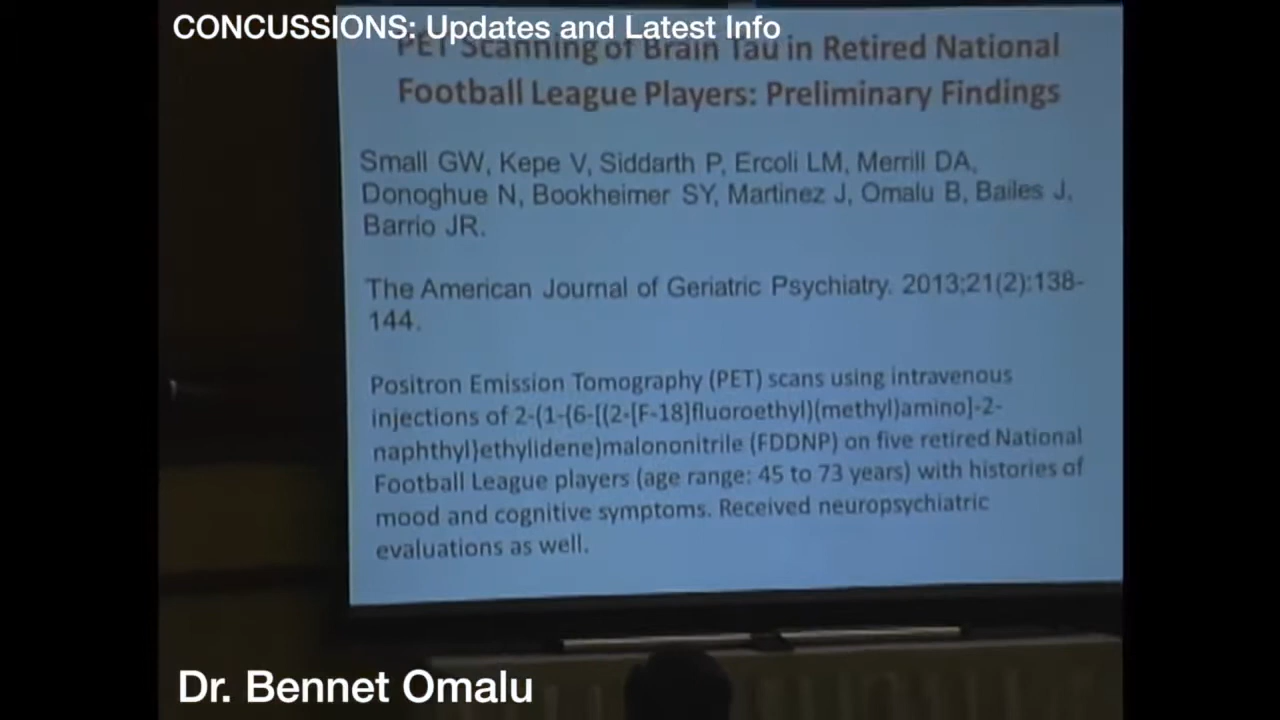 CONCUSSIONS: Updates and Latest Info
PET Scanning of Brain Tau in Retired National
Football League Players: Preliminary Findings
Small GW, Kepe V, Siddarth P, Ercoli LM, Merrill DA,
Donoghue N, Bookheimer SY, Martinez J, Omalu B, Bailes J,
Barrio JR.
The American Journal of Geriatric Psychiatry. 2013;21(2):138-
144.
Positron Emission Tomography (PET) scans using intravenous
injections of 2-(1-{6-[(2-[F-18]fluoroethyl)(methyl)amino]-2-
naphthyl}ethylidene)malononitrile (FDDNP) on five retired National
Football League players (age range: 45 to 73 years) with histories of
mood and cognitive symptoms. Received neuropsychiatric
evaluations as well.
Dr. Bennet Omalu